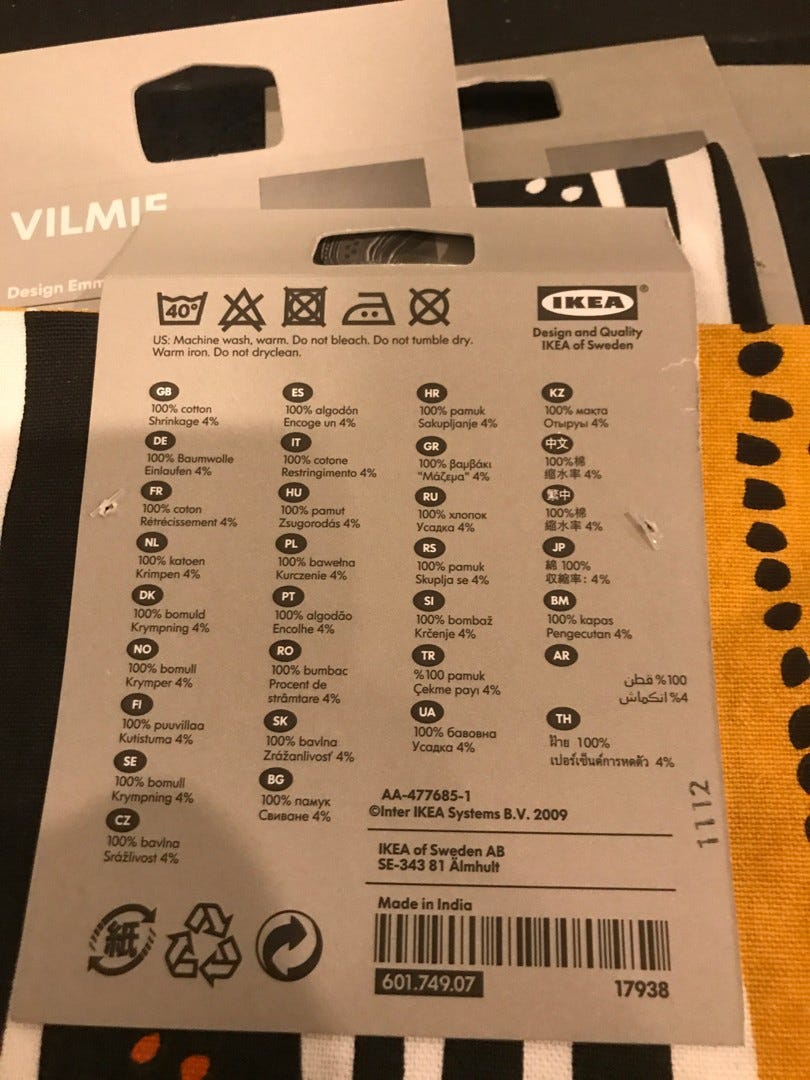 VILMIE
Design Emm
40°
US: Machine wash, warm. Do not bleach. Do not tumble dry.
Warm iron. Do not dryclean.
IKEA®
Design and Quality
IKEA of Sweden
GB
100% cotton
Shrinkage 4%
DE
100% Baumwolle
Einlaufen 4%
FR
100% coton
Rétrécissement 4%
NL
100% katoen
Krimpen 4%
DK
100% bomuld
Krympning 4%
NO
100% bomull
Krymper 4%
FI
100% puuvillaa
Kutistuma 4%
SE
100% bomull
Krympning 4%
CZ
100% bavlna
Srážlivost 4%
ES
100% algodón
Encoge un 4%
IT
100% cotone
Restringimento 4%
HU
100% pamut
Zsugorodás 4%
PL
100% bawełna
Kurczenie 4%
PT
100% algodão
Encolhe 4%
RO
100% bumbac
Procent de
strâmtare 4%
SK
100% bavlna
Zrážanlivosť 4%
BG
100% памук
Свиване 4%
HR
100% pamuk
Sakupljanje 4%
GR
100% βαμβάκι
"Μάζεμα" 4%
RU
100% хлопок
Усадка 4%
RS
100% pamuk
Skuplja se 4%
SI
100% bombaž
Krčenje 4%
TR
%100 pamuk
Çekme payı 4%
UA
100% бавовна
Усадка 4%
KZ
100% мақта
Отыруы 4%
中文
100%棉
缩水率 4%
繁中
100%棉
縮水率 4%
JP
綿 100%
収縮率: 4%
BM
100% kapas
Pengecutan 4%
AR
100% قطن
4% انكماش
TH
ฝ้าย 100%
เปอร์เซ็นต์การหดตัว 4%
AA-477685-1
©Inter IKEA Systems B.V. 2009
IKEA of Sweden AB
SE-343 81 Älmhult
Made in India
601.749.07
17938
1112
紙